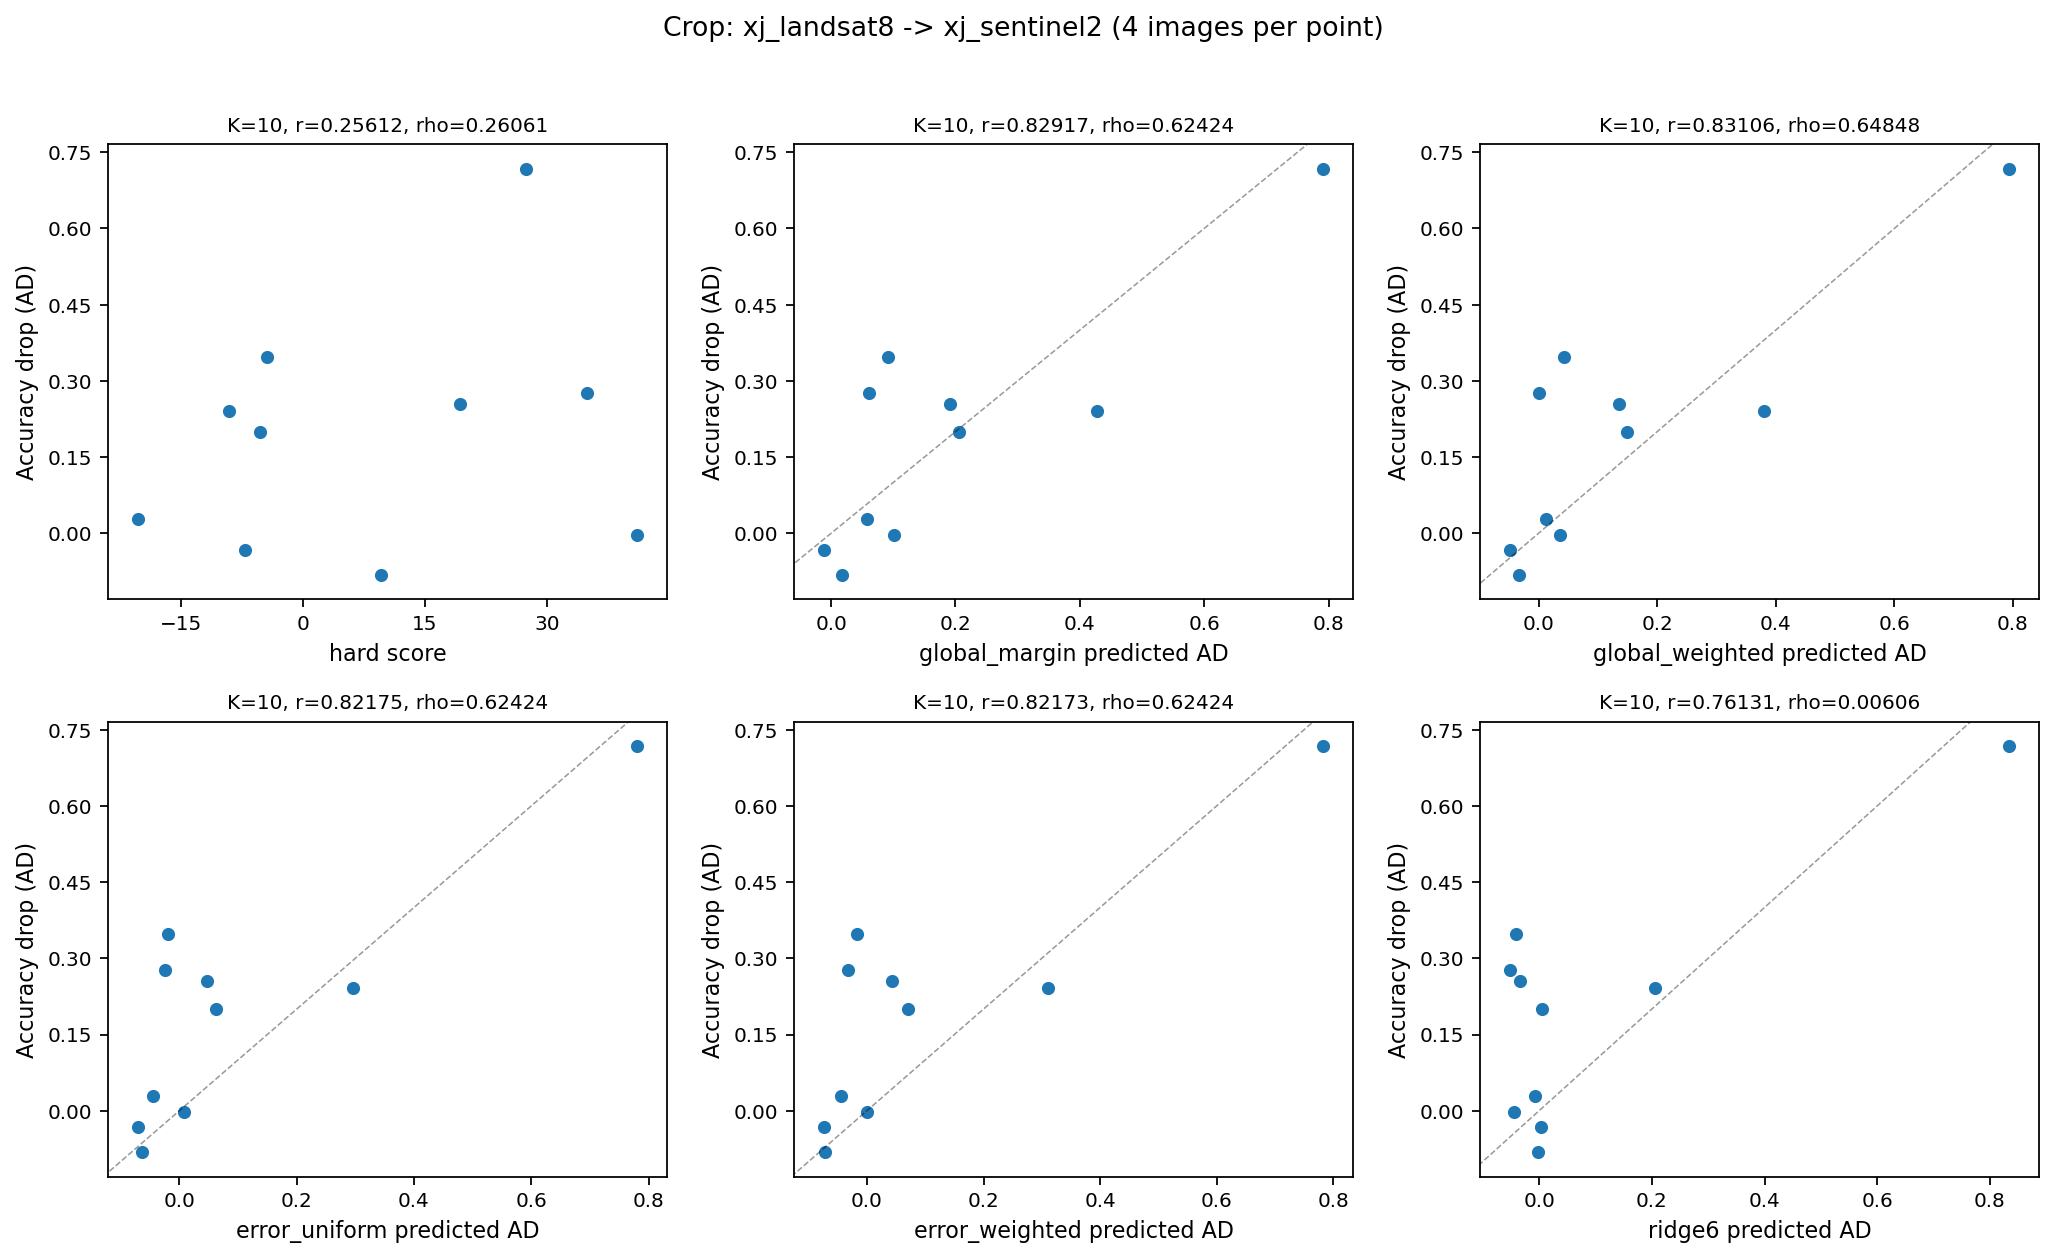 Crop: xj_landsat8 -> xj_sentinel2 (4 images per point)
K=10, r=0.25612, rho=0.26061
0.75
0.60
0.45
0.30
0.15
0.00
Accuracy drop (AD)
−15 0 15 30
hard score
K=10, r=0.82917, rho=0.62424
0.75
0.60
0.45
0.30
0.15
0.00
Accuracy drop (AD)
0.0 0.2 0.4 0.6 0.8
global_margin predicted AD
K=10, r=0.83106, rho=0.64848
0.75
0.60
0.45
0.30
0.15
0.00
Accuracy drop (AD)
0.0 0.2 0.4 0.6 0.8
global_weighted predicted AD
K=10, r=0.82175, rho=0.62424
0.75
0.60
0.45
0.30
0.15
0.00
Accuracy drop (AD)
0.0 0.2 0.4 0.6 0.8
error_uniform predicted AD
K=10, r=0.82173, rho=0.62424
0.75
0.60
0.45
0.30
0.15
0.00
Accuracy drop (AD)
0.0 0.2 0.4 0.6 0.8
error_weighted predicted AD
K=10, r=0.76131, rho=0.00606
0.75
0.60
0.45
0.30
0.15
0.00
Accuracy drop (AD)
0.0 0.2 0.4 0.6 0.8
ridge6 predicted AD